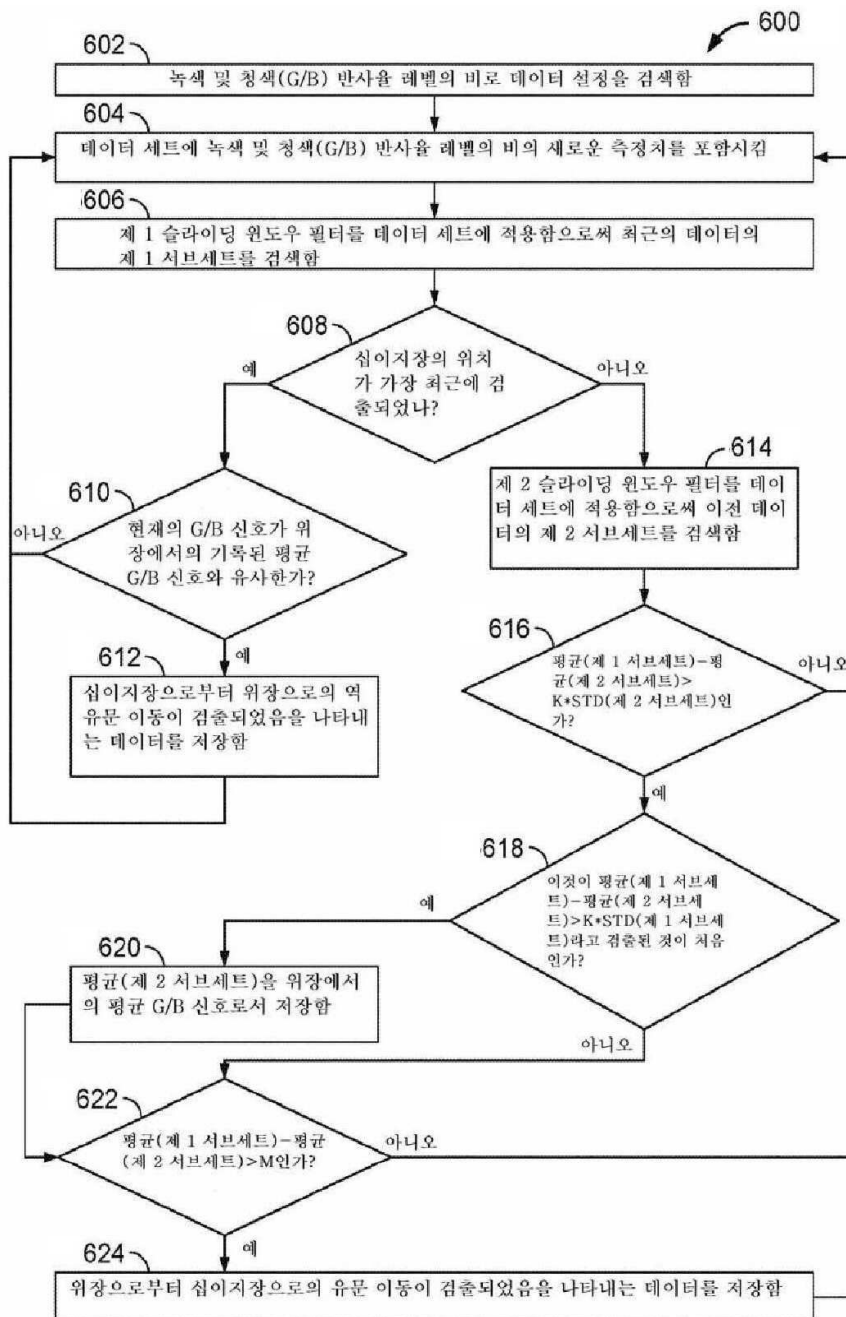 600
602
녹색 및 청색(G/B) 반사율 레벨의 비로 데이터 설정을 검색함
604
데이터 세트에 녹색 및 청색(G/B) 반사율 레벨의 비의 새로운 측정치를 포함시킴
606
제 1 슬라이딩 윈도우 필터를 데이터 세트에 적용함으로써 최근의 데이터의
제 1 서브세트를 검색함
608
십이지장의 위치
가 가장 최근에 검
출되었나?
예
아니오
610
현재의 G/B 신호가 위
장에서의 기록된 평균
G/B 신호와 유사한가?
아니오
예
612
십이지장으로부터 위장으로의 역
유문 이동이 검출되었음을 나타내
는 데이터를 저장함
614
제 2 슬라이딩 윈도우 필터를 데이
터 세트에 적용함으로써 이전 데이
터의 제 2 서브세트를 검색함
616
평균(제 1 서브세트)-평
균(제 2 서브세트)>
K*STD(제 2 서브세트)인
가?
아니오
예
618
이것이 평균(제 1 서브세
트)-평균(제 2 서브세
트)>K*STD(제 1 서브세
트)라고 검출된 것이 처음
인가?
예
아니오
620
평균(제 2 서브세트)을 위장에서
의 평균 G/B 신호로서 저장함
622
평균(제 1 서브세트)-평균
(제 2 서브세트)>M인가?
아니오
예
624
위장으로부터 십이지장으로의 유문 이동이 검출되었음을 나타내는 데이터를 저장함